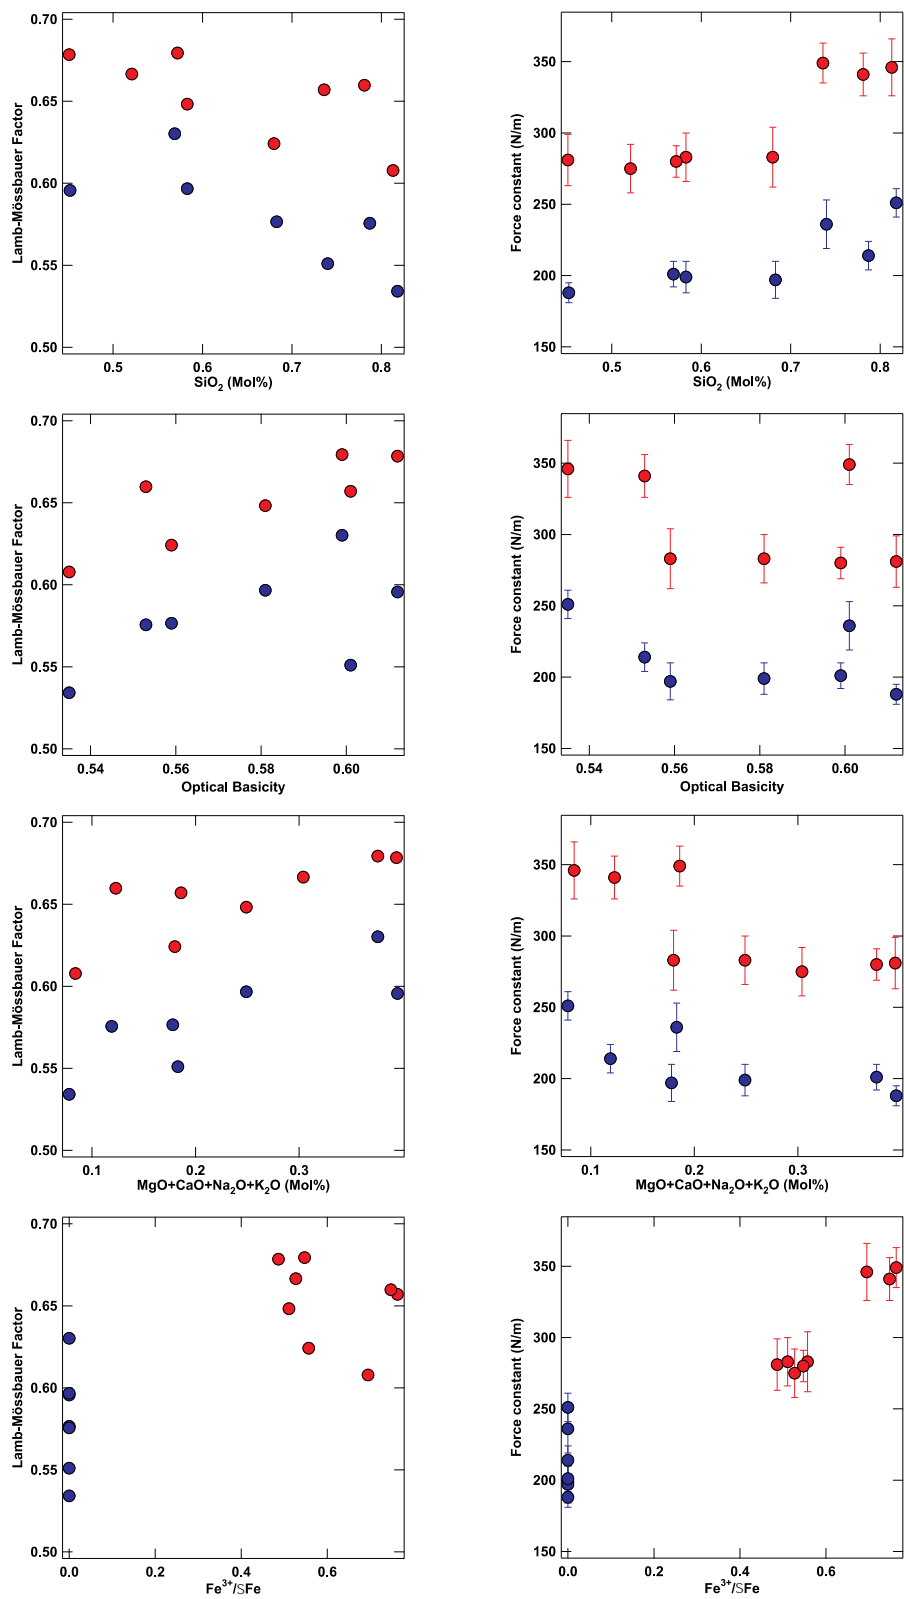 0.70
0.65
0.60
0.55
0.50
Lamb-Mössbauer Factor
0.5 0.6 0.7 0.8
SiO₂ (Mol%)
350
300
250
200
150
Force constant (N/m)
0.5 0.6 0.7 0.8
SiO₂ (Mol%)
0.70
0.65
0.60
0.55
0.50
Lamb-Mössbauer Factor
0.54 0.56 0.58 0.60
Optical Basicity
350
300
250
200
150
Force constant (N/m)
0.54 0.56 0.58 0.60
Optical Basicity
0.70
0.65
0.60
0.55
0.50
Lamb-Mössbauer Factor
0.1 0.2 0.3
MgO+CaO+Na₂O+K₂O (Mol%)
350
300
250
200
150
Force constant (N/m)
0.1 0.2 0.3
MgO+CaO+Na₂O+K₂O (Mol%)
0.70
0.65
0.60
0.55
0.50
Lamb-Mössbauer Factor
0.0 0.2 0.4 0.6
Fe³⁺/SFe
350
300
250
200
150
Force constant (N/m)
0.0 0.2 0.4 0.6
Fe³⁺/SFe